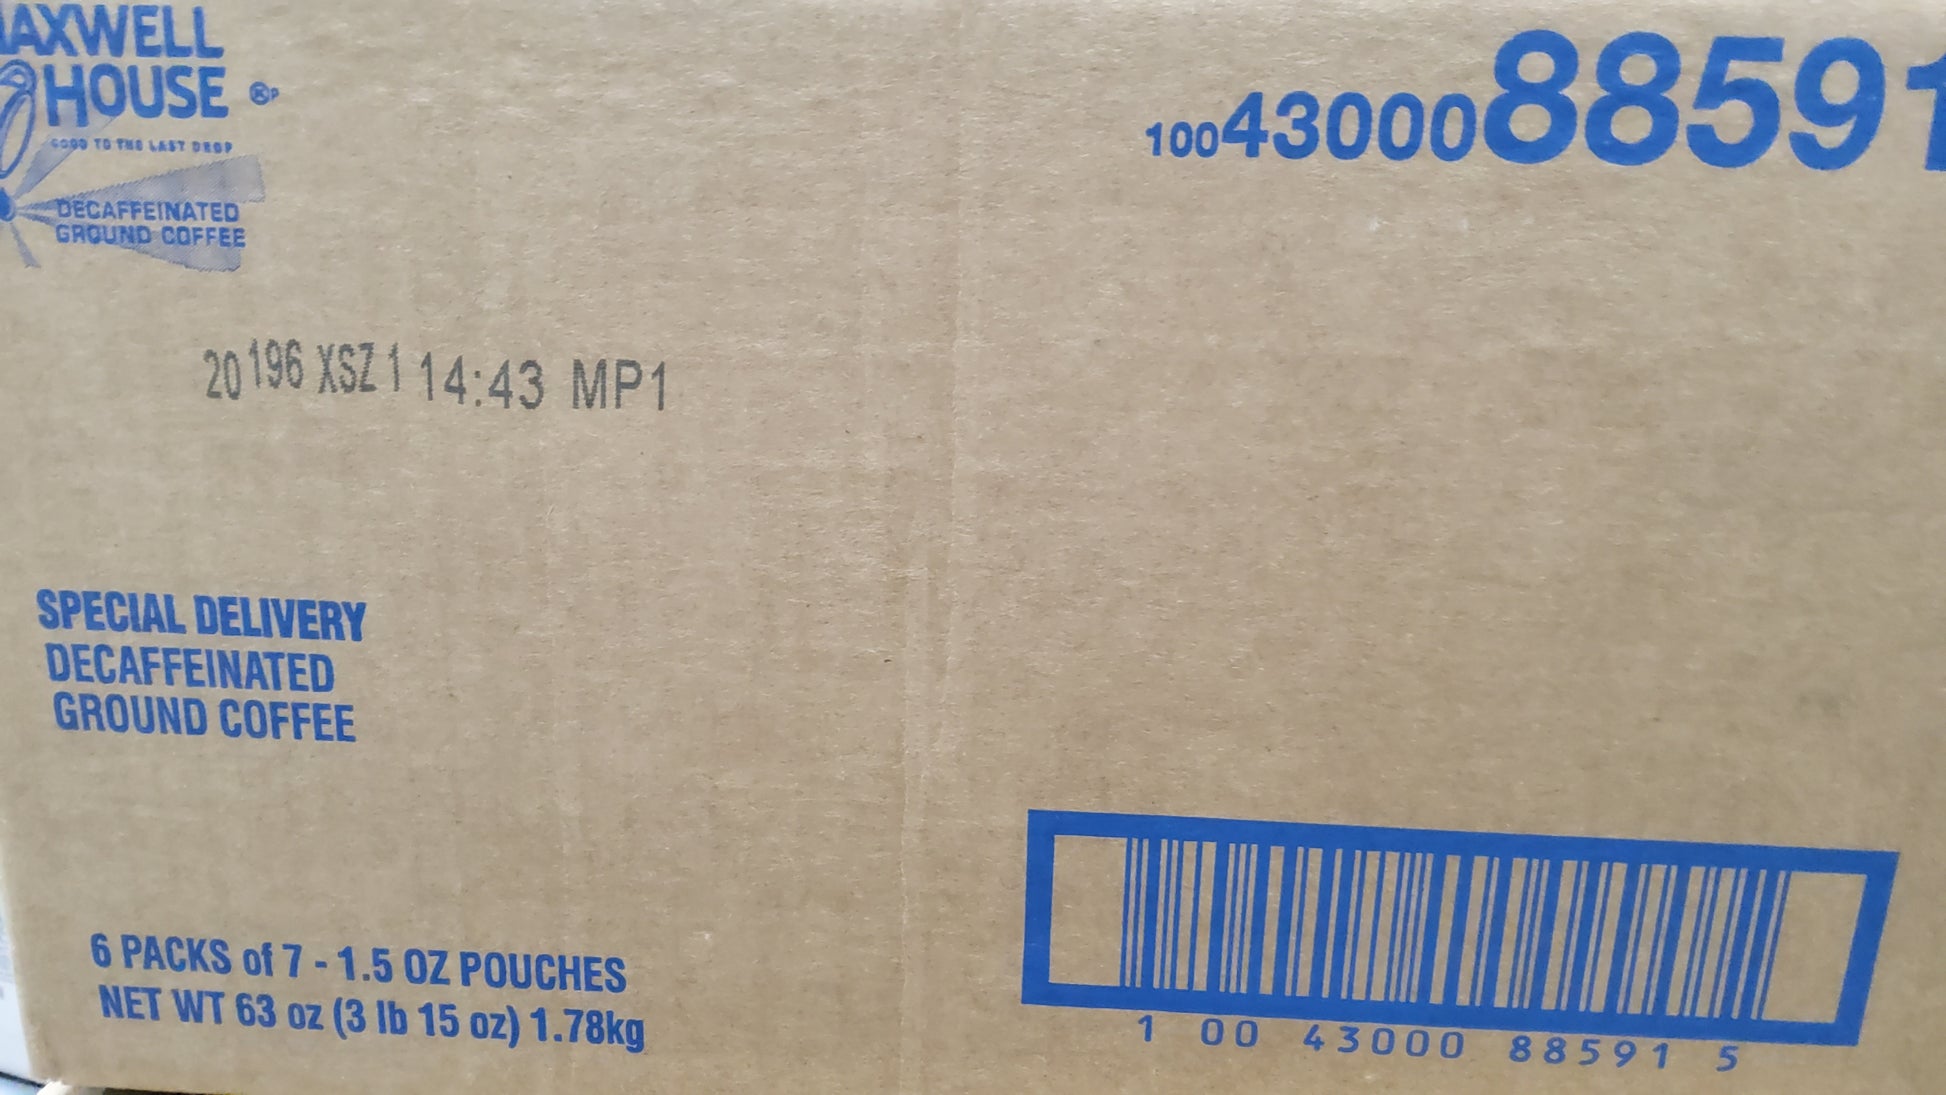 MAXWELL
HOUSE ®
GOOD TO THE LAST DROP
DECAFFEINATED
GROUND COFFEE
1004300088591
20196 XSZ1 14:43 MP1
SPECIAL DELIVERY
DECAFFEINATED
GROUND COFFEE
6 PACKS of 7 - 1.5 OZ POUCHES
NET WT 63 oz (3 lb 15 oz) 1.78kg
1 00 43000 88591 5